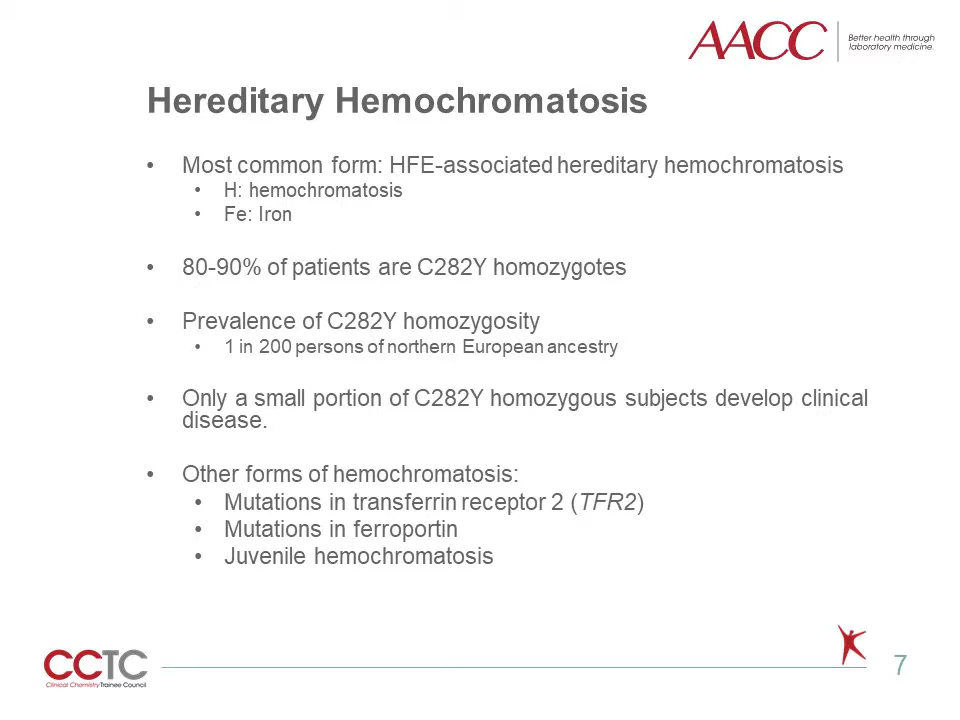 AACC
Better health through
laboratory medicine.
Hereditary Hemochromatosis
• Most common form: HFE-associated hereditary hemochromatosis
• H: hemochromatosis
• Fe: Iron
• 80-90% of patients are C282Y homozygotes
• Prevalence of C282Y homozygosity
• 1 in 200 persons of northern European ancestry
• Only a small portion of C282Y homozygous subjects develop clinical
disease.
• Other forms of hemochromatosis:
• Mutations in transferrin receptor 2 (TFR2)
• Mutations in ferroportin
• Juvenile hemochromatosis
CCTC
Clinical Chemistry Trainee Council
7